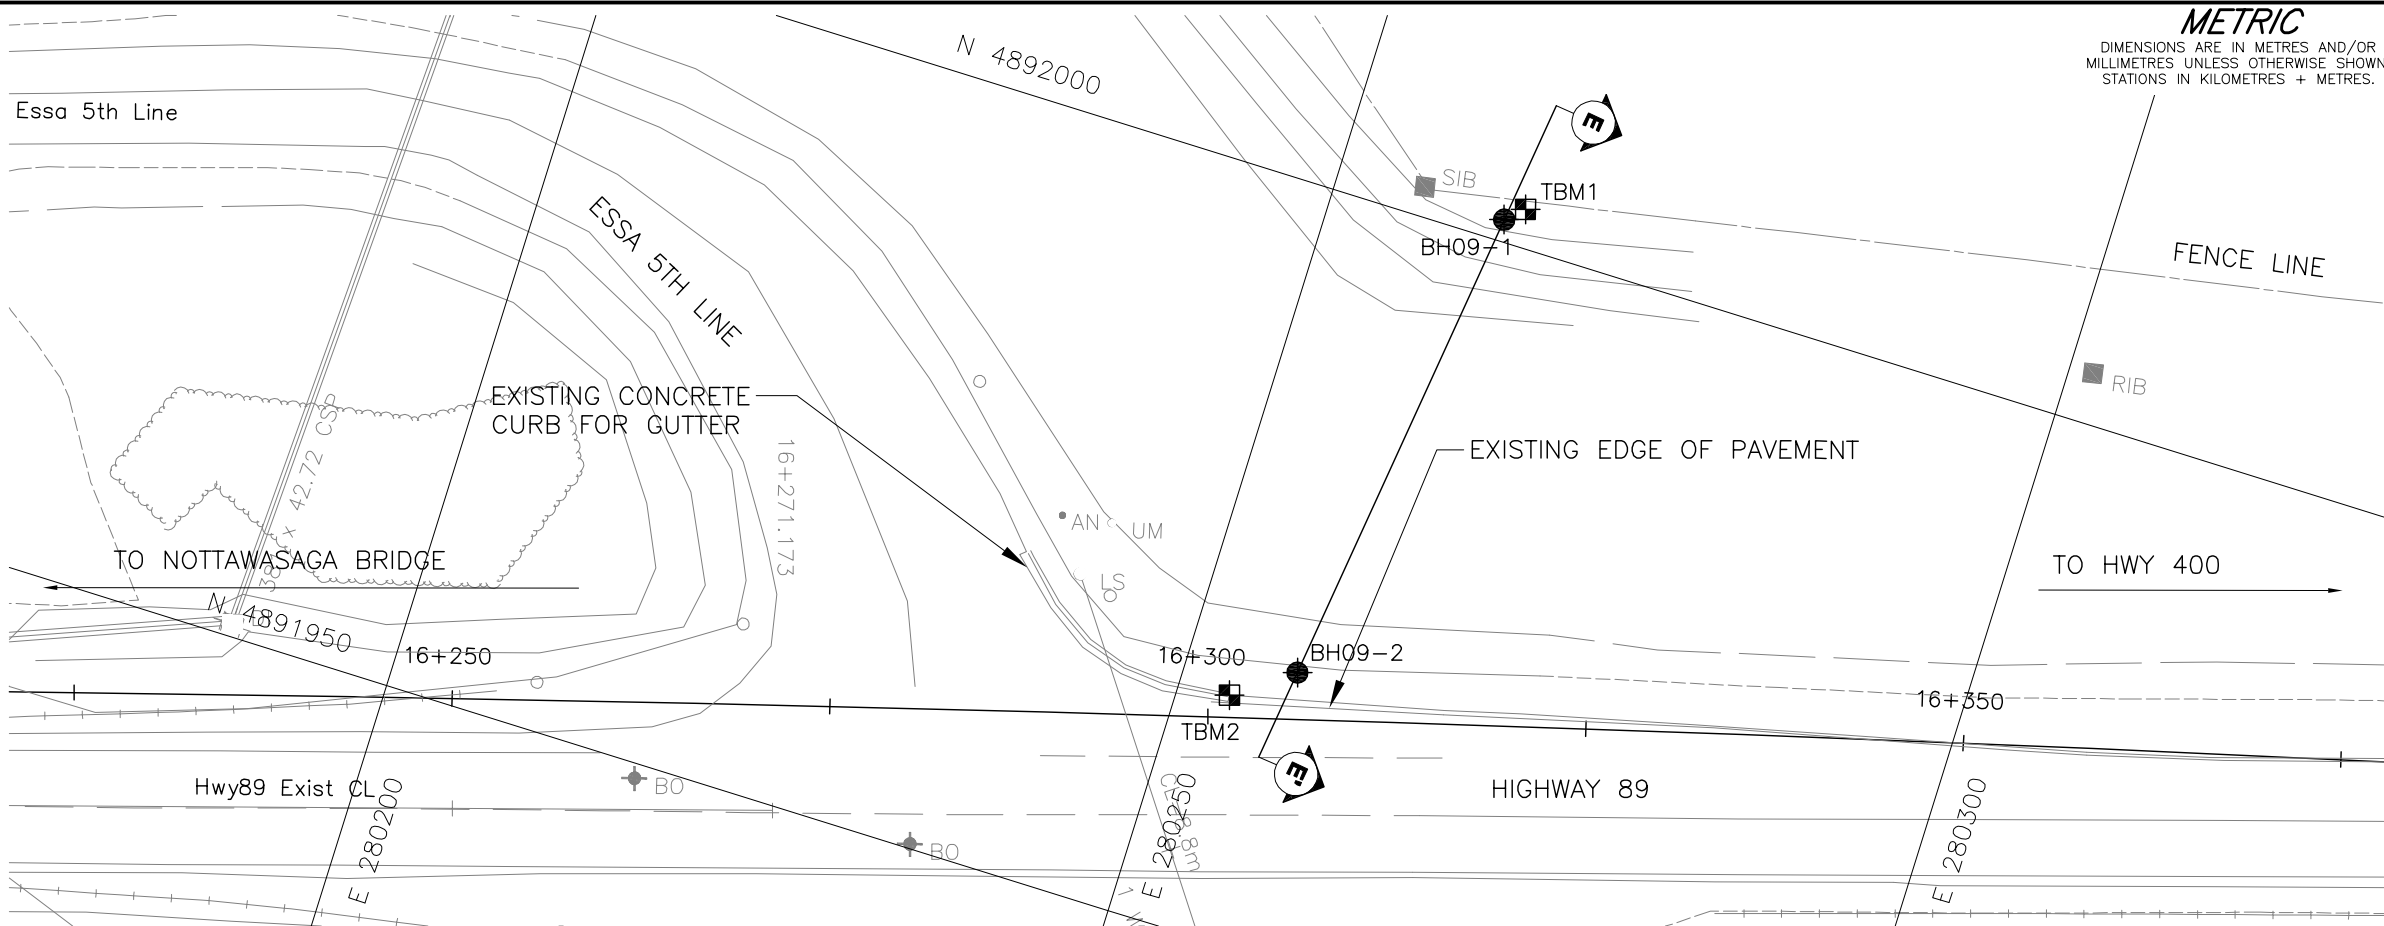 METRIC
DIMENSIONS ARE IN METRES AND/OR
MILLIMETRES UNLESS OTHERWISE SHOWN
STATIONS IN KILOMETRES + METRES.
N 4892000
Essa 5th Line
E
SIB
TBM1
BH09-1
ESSA 5TH LINE
FENCE LINE
RIB
EXISTING CONCRETE
CURB FOR GUTTER
16+271.173
x 42.72 CSP
EXISTING EDGE OF PAVEMENT
AN
UM
LS
TO NOTTAWASAGA BRIDGE
TO HWY 400
N 4891950
16+250
16+300
BH09-2
16+350
TBM2
E'
Hwy89 Exist CL
BO
HIGHWAY 89
BO
E 280200
E 280250
E 280300